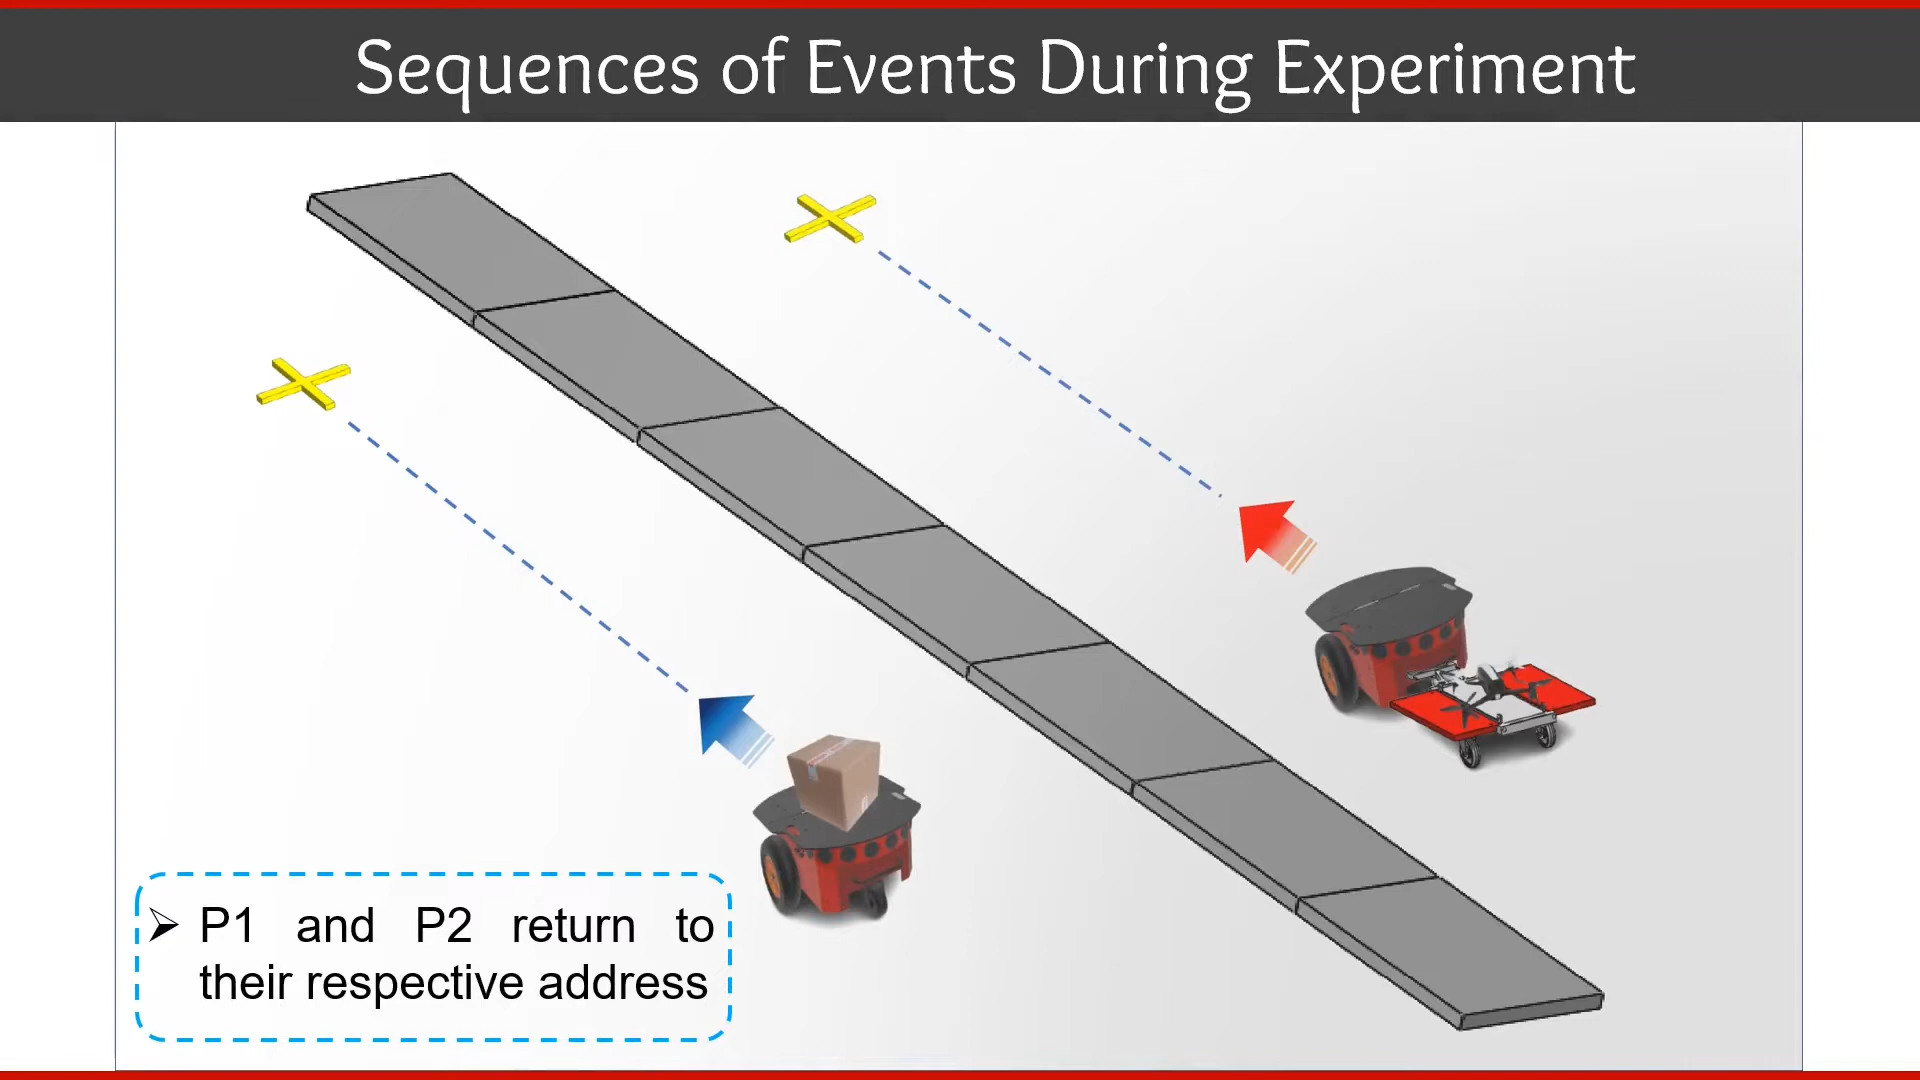 Sequences of Events During Experiment
➢ P1 and P2 return to
their respective address